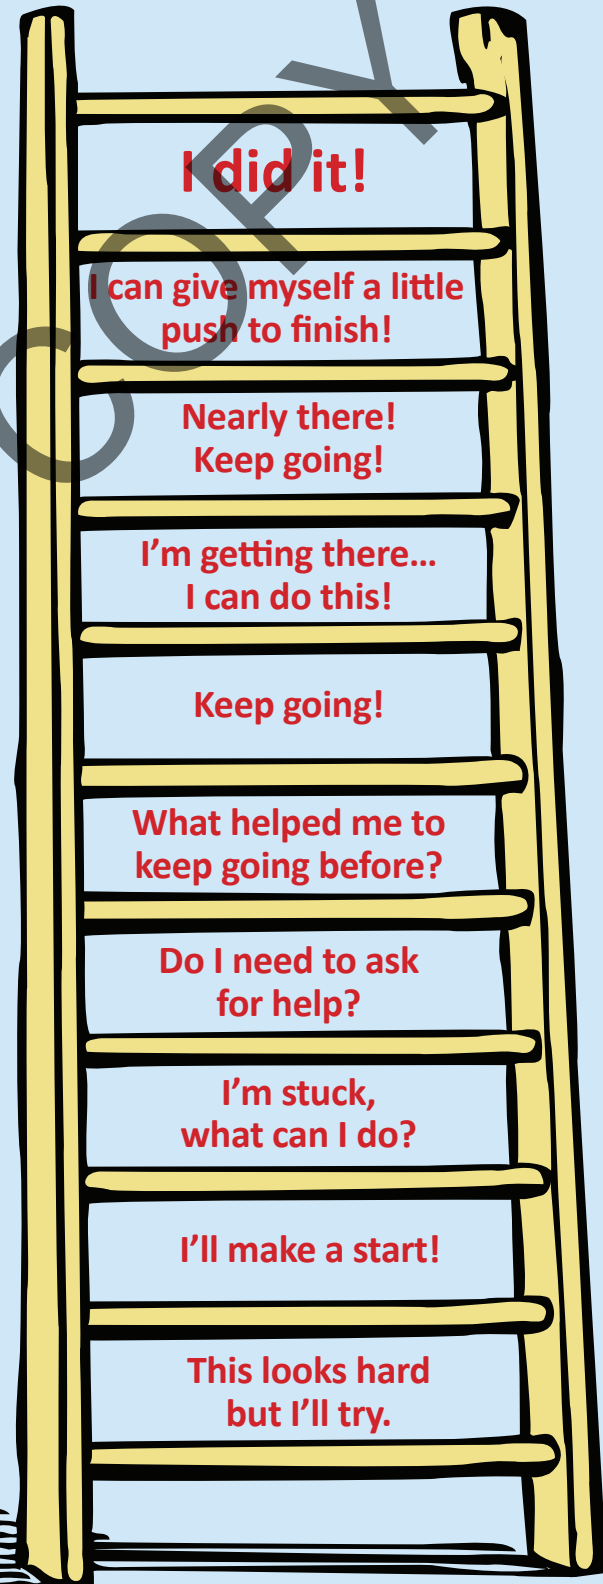 I did it!
I can give myself a little
push to finish!
Nearly there!
Keep going!
I’m getting there...
I can do this!
Keep going!
What helped me to
keep going before?
Do I need to ask
for help?
I’m stuck,
what can I do?
I’ll make a start!
This looks hard
but I’ll try.
COPY